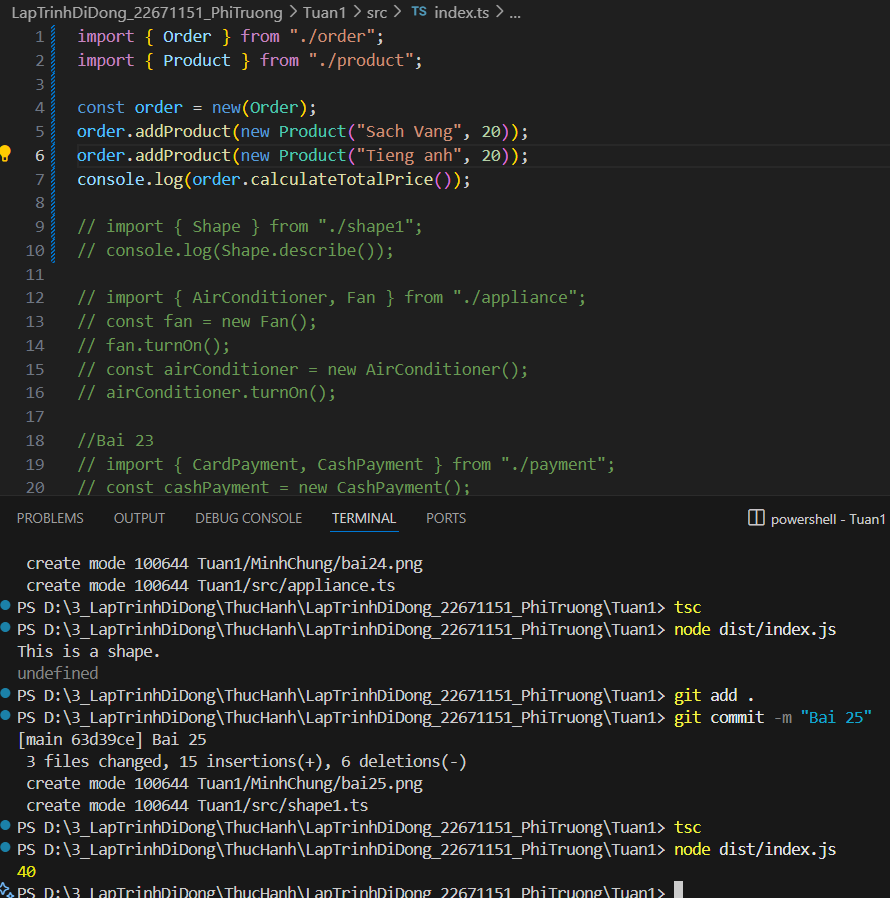 LapTrinhDiDong_22671151_PhiTruong > Tuan1 > src > TS index.ts > ...
1 import { Order } from "./order";
2 import { Product } from "./product";
3
4 const order = new(Order);
5 order.addProduct(new Product("Sach Vang", 20));
6 order.addProduct(new Product("Tieng anh", 20));
7 console.log(order.calculateTotalPrice());
8
9 // import { Shape } from "./shape1";
10 // console.log(Shape.describe());
11
12 // import { AirConditioner, Fan } from "./appliance";
13 // const fan = new Fan();
14 // fan.turnOn();
15 // const airConditioner = new AirConditioner();
16 // airConditioner.turnOn();
17
18 //Bai 23
19 // import { CardPayment, CashPayment } from "./payment";
20 // const cashPayment = new CashPayment();
PROBLEMS OUTPUT DEBUG CONSOLE TERMINAL PORTS powershell - Tuan1
create mode 100644 Tuan1/MinhChung/bai24.png
create mode 100644 Tuan1/src/appliance.ts
PS D:\3_LapTrinhDiDong\ThucHanh\LapTrinhDiDong_22671151_PhiTruong\Tuan1> tsc
PS D:\3_LapTrinhDiDong\ThucHanh\LapTrinhDiDong_22671151_PhiTruong\Tuan1> node dist/index.js
This is a shape.
undefined
PS D:\3_LapTrinhDiDong\ThucHanh\LapTrinhDiDong_22671151_PhiTruong\Tuan1> git add .
PS D:\3_LapTrinhDiDong\ThucHanh\LapTrinhDiDong_22671151_PhiTruong\Tuan1> git commit -m "Bai 25"
[main 63d39ce] Bai 25
3 files changed, 15 insertions(+), 6 deletions(-)
create mode 100644 Tuan1/MinhChung/bai25.png
create mode 100644 Tuan1/src/shape1.ts
PS D:\3_LapTrinhDiDong\ThucHanh\LapTrinhDiDong_22671151_PhiTruong\Tuan1> tsc
PS D:\3_LapTrinhDiDong\ThucHanh\LapTrinhDiDong_22671151_PhiTruong\Tuan1> node dist/index.js
40
PS D:\3_LapTrinhDiDong\ThucHanh\LapTrinhDiDong_22671151_PhiTruong\Tuan1>